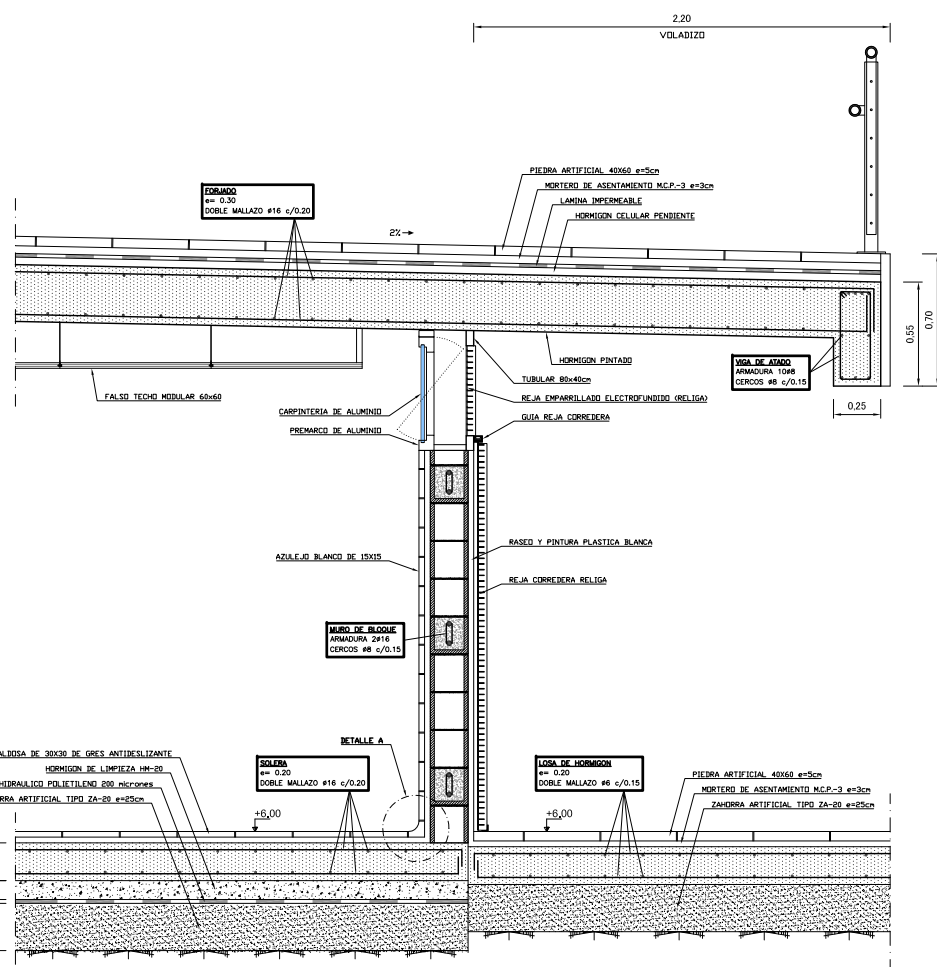 2,20
VOLADIZO
PIEDRA ARTIFICIAL 40X60 e=5cm
MORTERO DE ASENTAMIENTO M.C.P.-3 e=3cm
LAMINA IMPERMEABLE
HORMIGON CELULAR PENDIENTE
FORJADO
e= 0.30
DOBLE MALLAZO ø16 c/0.20
2%
0,55
0,70
HORMIGON PINTADO
VIGA DE ATADO
ARMADURA 10ø8
CERCOS ø8 c/0.15
TUBULAR 80x40cm
FALSO TECHO MODULAR 60x60
REJA EMPARRILLADO ELECTROFUNDIDO (RELIGA)
0,25
CARPINTERIA DE ALUMINIO
GUIA REJA CORREDERA
PREMARCO DE ALUMINIO
RASEO Y PINTURA PLASTICA BLANCA
AZULEJO BLANCO DE 15X15
REJA CORREDERA RELIGA
MURO DE BLOQUE
ARMADURA 2ø16
CERCOS ø8 c/0.15
DETALLE A
ALDOSA DE 30X30 DE GRES ANTIDESLIZANTE
HORMIGON DE LIMPIEZA HM-20
HIDRAULICO POLIETILENO 200 micrones
RRA ARTIFICIAL TIPO ZA-20 e=25cm
SOLERA
e= 0.20
DOBLE MALLAZO ø16 c/0.20
LOSA DE HORMIGON
e= 0.20
DOBLE MALLAZO ø6 c/0.15
PIEDRA ARTIFICIAL 40X60 e=5cm
MORTERO DE ASENTAMIENTO M.C.P.-3 e=3cm
ZAHORRA ARTIFICIAL TIPO ZA-20 e=25cm
+6,00
+6,00